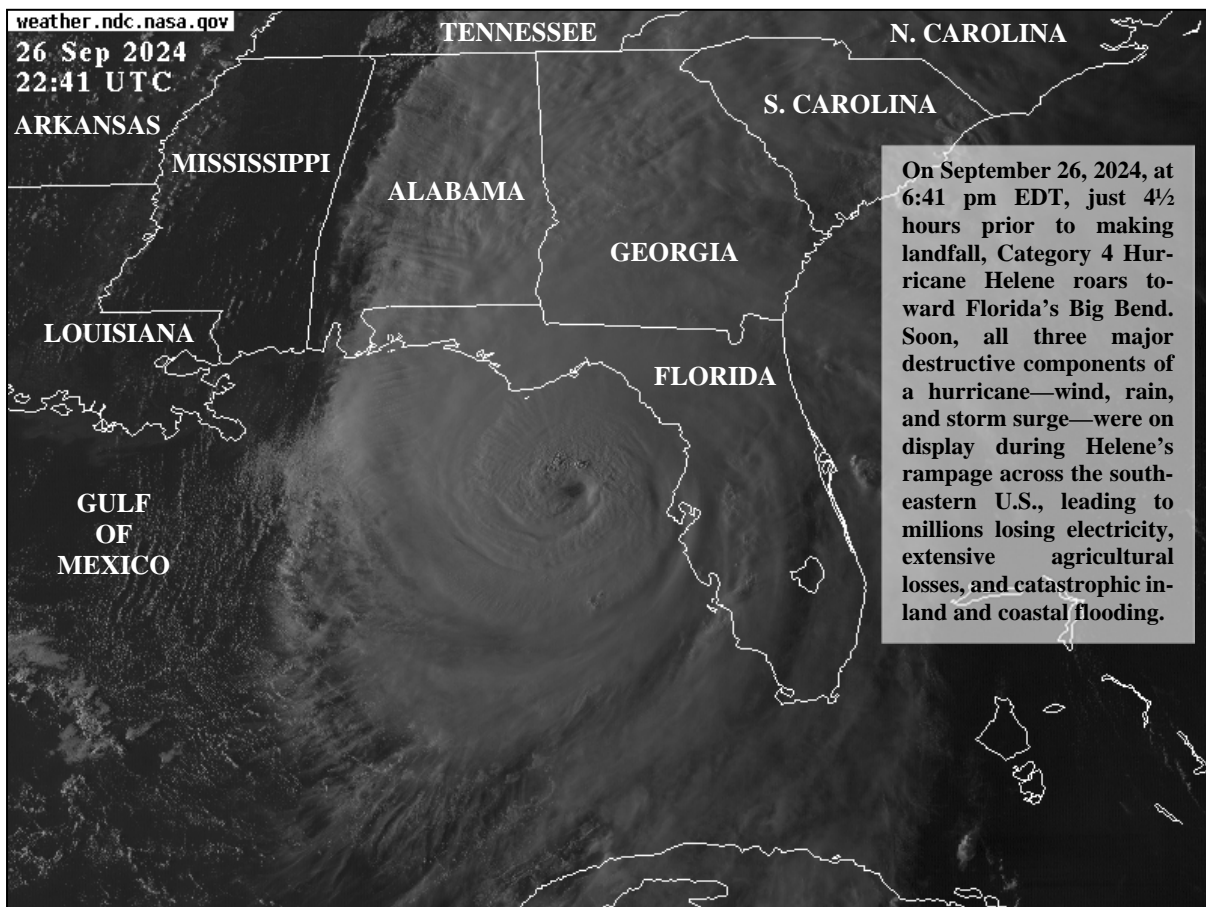 weather.ndc.nasa.gov
26 Sep 2024
22:41 UTC
TENNESSEE
N. CAROLINA
ARKANSAS
MISSISSIPPI
ALABAMA
S. CAROLINA
GEORGIA
LOUISIANA
FLORIDA
GULF
OF
MEXICO
On September 26, 2024, at
6:41 pm EDT, just 4½
hours prior to making
landfall, Category 4 Hur-
ricane Helene roars to-
ward Florida’s Big Bend.
Soon, all three major
destructive components of
a hurricane—wind, rain,
and storm surge—were on
display during Helene’s
rampage across the south-
eastern U.S., leading to
millions losing electricity,
extensive agricultural
losses, and catastrophic in-
land and coastal flooding.